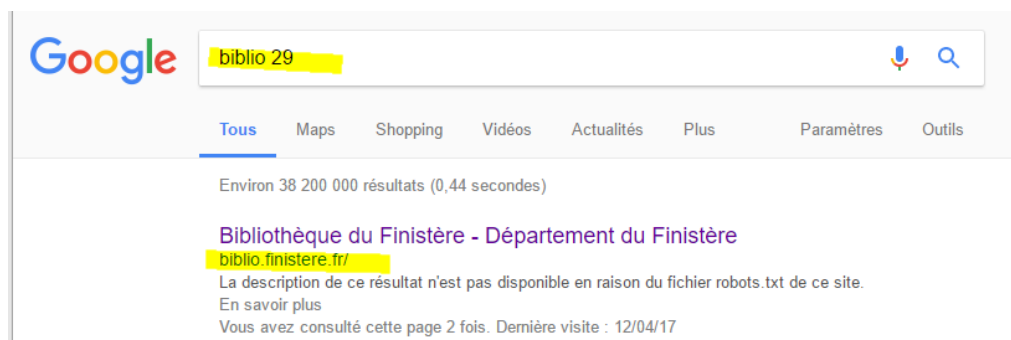 Google biblio 29
Tous Maps Shopping Vidéos Actualités Plus Paramètres Outils
Environ 38 200 000 résultats (0,44 secondes)
Bibliothèque du Finistère - Département du Finistère
biblio.finistere.fr/
La description de ce résultat n'est pas disponible en raison du fichier robots.txt de ce site.
En savoir plus
Vous avez consulté cette page 2 fois. Dernière visite : 12/04/17